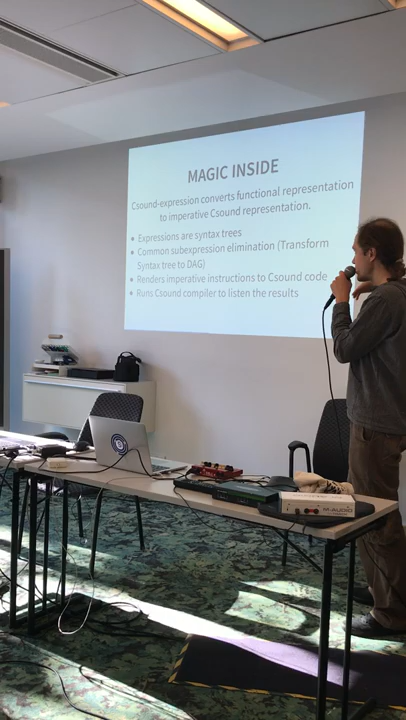 MAGIC INSIDE
Csound-expression converts functional representation
to imperative Csound representation.
Expressions are syntax trees
Common subexpression elimination (Transform
Syntax tree to DAG)
Renders imperative instructions to Csound code
Runs Csound compiler to listen the results
M-AUDIO